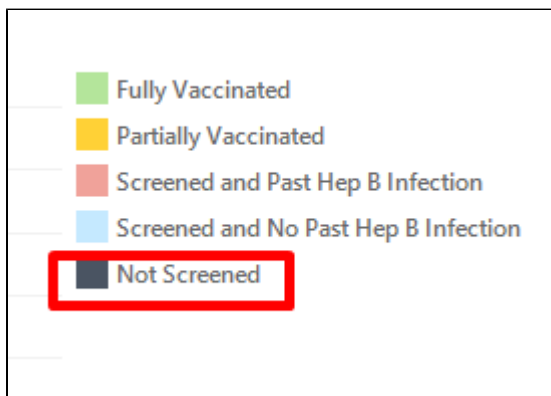 Fully Vaccinated
Partially Vaccinated
Screened and Past Hep B Infection
Screened and No Past Hep B Infection
Not Screened